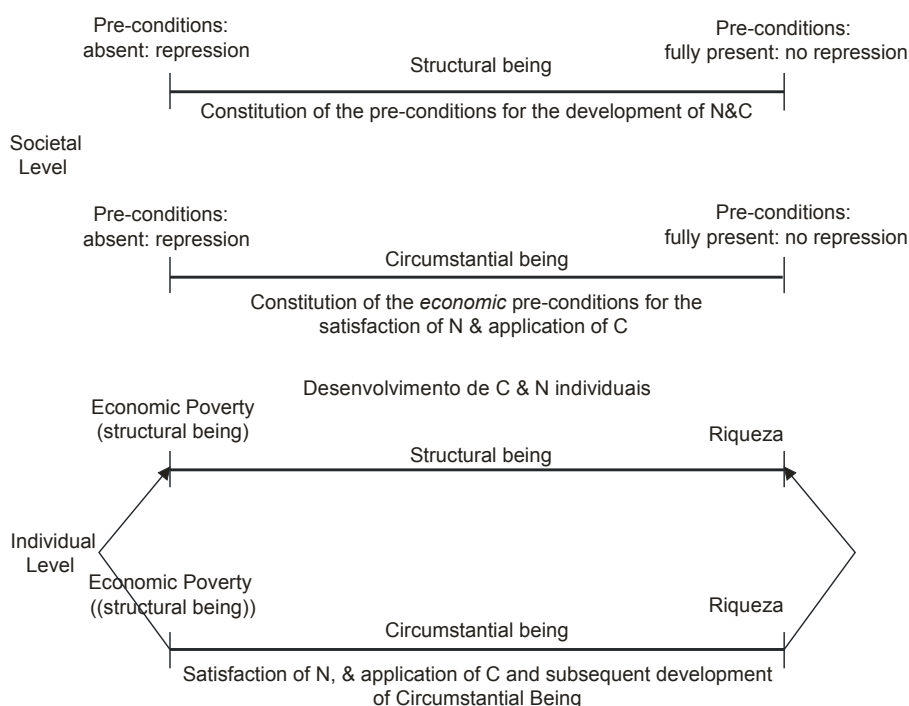 Pre-conditions:
absent: repression
Pre-conditions:
fully present: no repression
Structural being
Constitution of the pre-conditions for the development of N&C
Societal
Level
Pre-conditions:
absent: repression
Pre-conditions:
fully present: no repression
Circumstantial being
Constitution of the economic pre-conditions for the
satisfaction of N & application of C
Desenvolvimento de C & N individuais
Economic Poverty
(structural being)
Riqueza
Structural being
Individual
Level
Economic Poverty
((structural being))
Riqueza
Circumstantial being
Satisfaction of N, & application of C and subsequent development
of Circumstantial Being